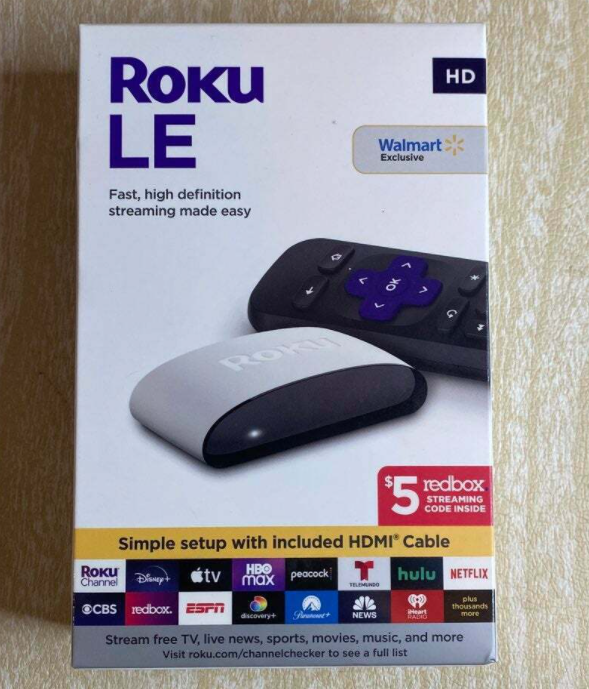 Roku
LE
HD
Walmart
Exclusive
Fast, high definition
streaming made easy
OK
Roku
$5 redbox.
STREAMING
CODE INSIDE
Simple setup with included HDMI® Cable
Roku Channel Disney+ tv HBO max peacock TELEMUNDO hulu NETFLIX
CBS redbox. ESPN discovery+ Paramount+ NEWS iHeart RADIO plus thousands more
Stream free TV, live news, sports, movies, music, and more
Visit roku.com/channelchecker to see a full list